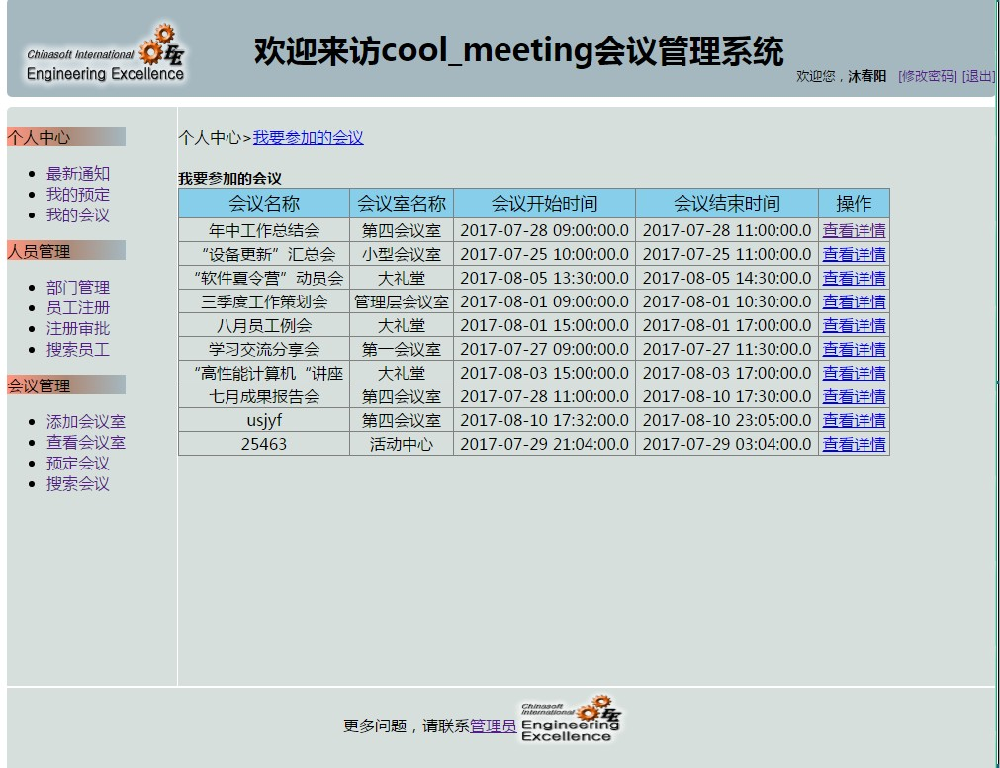 Chinasoft International
Engineering Excellence
欢迎来访cool_meeting会议管理系统
欢迎您，沐春阳 [修改密码] [退出]
个人中心
最新通知
我的预定
我的会议
人员管理
部门管理
员工注册
注册审批
搜索员工
会议管理
添加会议室
查看会议室
预定会议
搜索会议
个人中心>我要参加的会议
我要参加的会议
会议名称 会议室名称 会议开始时间 会议结束时间 操作
年中工作总结会 第四会议室 2017-07-28 09:00:00.0 2017-07-28 11:00:00.0 查看详情
“设备更新”汇总会 小型会议室 2017-07-25 10:00:00.0 2017-07-25 11:00:00.0 查看详情
“软件夏令营”动员会 大礼堂 2017-08-05 13:30:00.0 2017-08-05 14:30:00.0 查看详情
三季度工作策划会 管理层会议室 2017-08-01 09:00:00.0 2017-08-01 10:30:00.0 查看详情
八月员工例会 大礼堂 2017-08-01 15:00:00.0 2017-08-01 17:00:00.0 查看详情
学习交流分享会 第一会议室 2017-07-27 09:00:00.0 2017-07-27 11:30:00.0 查看详情
“高性能计算机“讲座 大礼堂 2017-08-03 15:00:00.0 2017-08-03 17:00:00.0 查看详情
七月成果报告会 第四会议室 2017-07-28 11:00:00.0 2017-08-10 17:30:00.0 查看详情
usjyf 第四会议室 2017-08-10 17:32:00.0 2017-08-10 23:05:00.0 查看详情
25463 活动中心 2017-07-29 21:04:00.0 2017-07-29 03:04:00.0 查看详情
更多问题，请联系管理员
Chinasoft
International
Engineering
Excellence